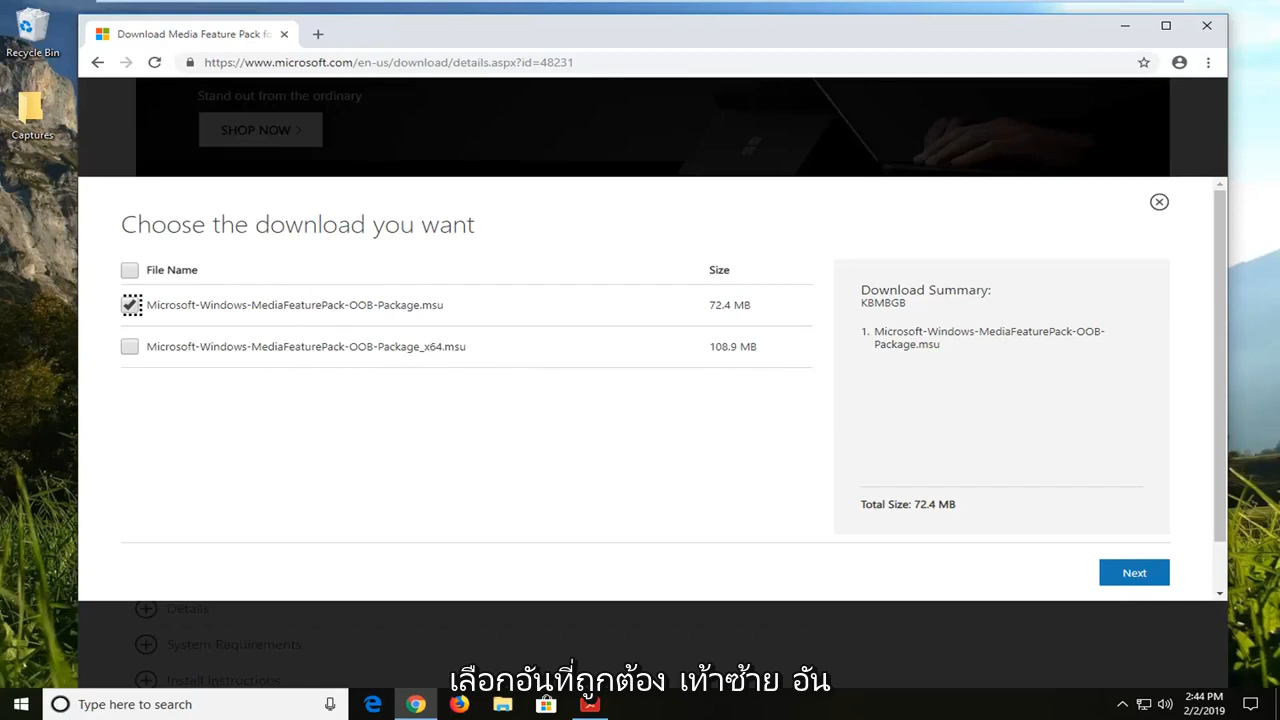 Recycle Bin
Captures
Download Media Feature Pack fo
https://www.microsoft.com/en-us/download/details.aspx?id=48231
Stand out from the ordinary
SHOP NOW
Choose the download you want
File Name Size
Microsoft-Windows-MediaFeaturePack-OOB-Package.msu 72.4 MB
Microsoft-Windows-MediaFeaturePack-OOB-Package_x64.msu 108.9 MB
Download Summary:
KBMBGB
1. Microsoft-Windows-MediaFeaturePack-OOB-
Package.msu
Total Size: 72.4 MB
Next
Details
System Requirements
Install Instructions
เลือกอันที่ถูกต้อง เท้าซ้าย อัน
Type here to search
2:44 PM
2/2/2019